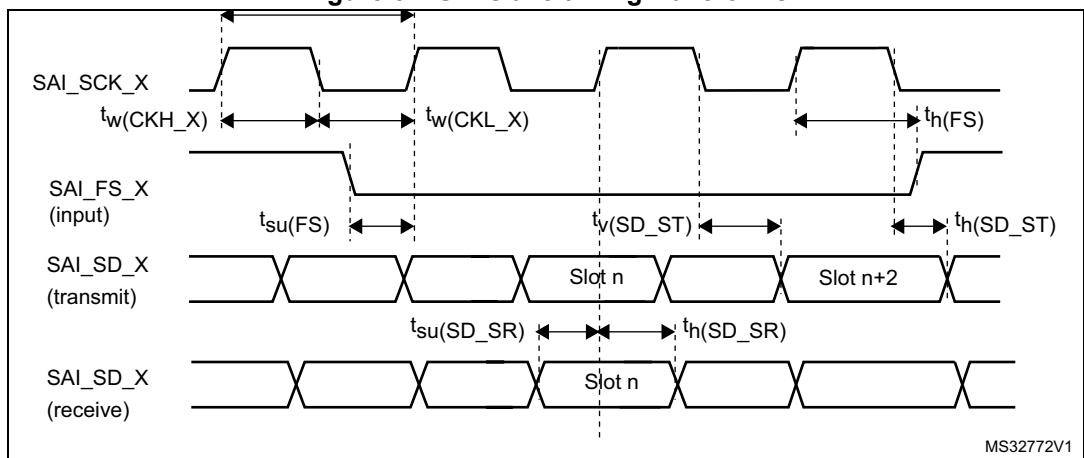 SAI_SCK_X
tw(CKH_X) tw(CKL_X) th(FS)
SAI_FS_X
(input)
tsu(FS) tv(SD_ST) th(SD_ST)
SAI_SD_X
(transmit)
Slot n Slot n+2
tsu(SD_SR) th(SD_SR)
SAI_SD_X
(receive)
Slot n
MS32772V1